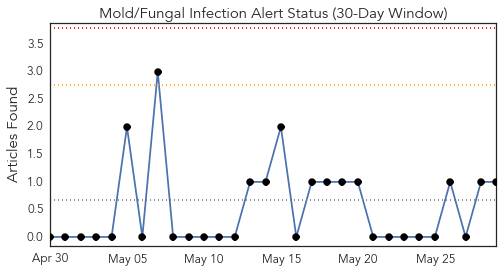 Mold/Fungal Infection Alert Status (30-Day Window)
Articles Found
3.5
3.0
2.5
2.0
1.5
1.0
0.5
0.0
Apr 30 May 05 May 10 May 15 May 20 May 25